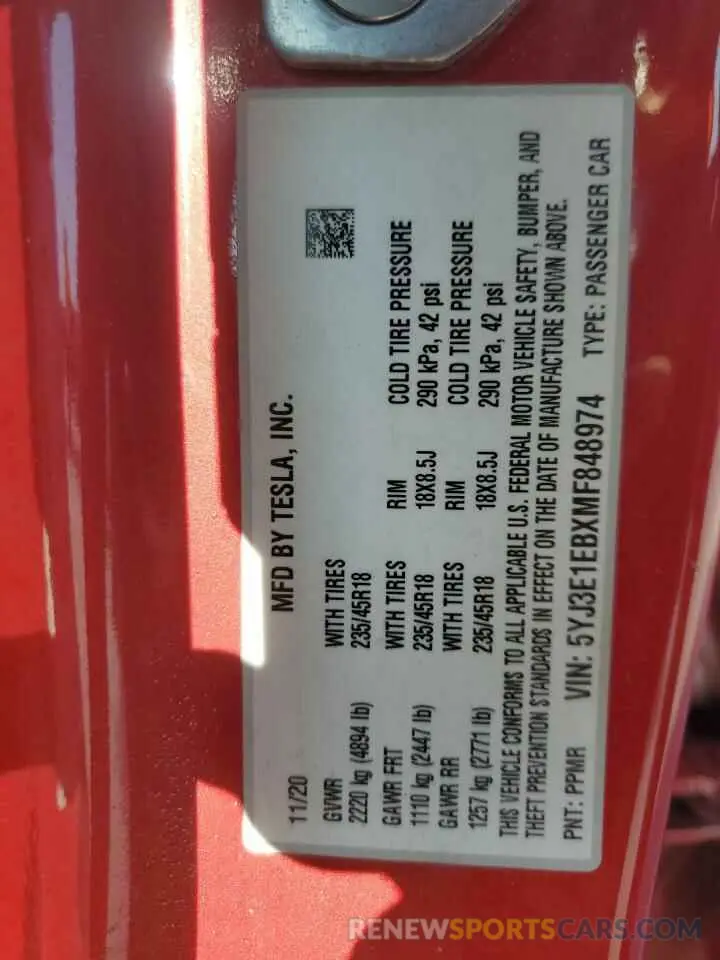 MFD BY TESLA, INC.
11/20
GVWR WITH TIRES
2220 kg (4894 lb) 235/45R18
GAWR FRT WITH TIRES RIM COLD TIRE PRESSURE
1110 kg (2447 lb) 235/45R18 18X8.5J 290 kPa, 42 psi
GAWR RR WITH TIRES RIM COLD TIRE PRESSURE
1257 kg (2771 lb) 235/45R18 18X8.5J 290 kPa, 42 psi
THIS VEHICLE CONFORMS TO ALL APPLICABLE U.S. FEDERAL MOTOR VEHICLE SAFETY, BUMPER, AND
THEFT PREVENTION STANDARDS IN EFFECT ON THE DATE OF MANUFACTURE SHOWN ABOVE.
PNT: PPMR VIN: 5YJ3E1EBXMF848974 TYPE: PASSENGER CAR
RENEWSPORTSCARS.COM